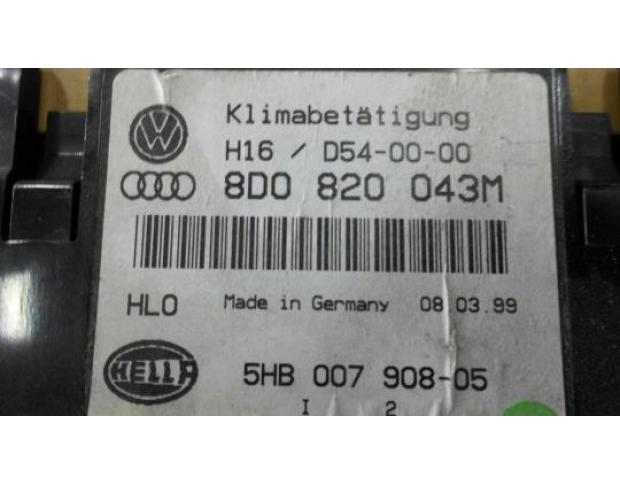 Klimabetätigung
H16 / D54-00-00
8D0 820 043M
HLO Made in Germany 08.03.99
HELLA 5HB 007 908-05
I 2